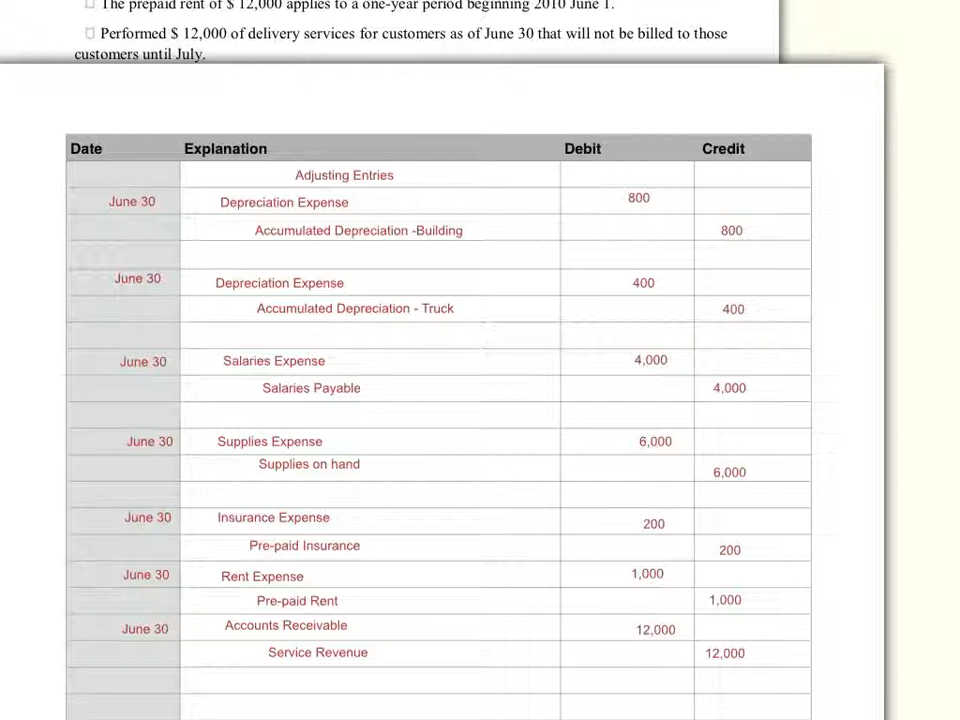 The prepaid rent of $ 12,000 applies to a one-year period beginning 2010 June 1.
Performed $ 12,000 of delivery services for customers as of June 30 that will not be billed to those
customers until July.
Date Explanation Debit Credit
Adjusting Entries
June 30 Depreciation Expense 800
Accumulated Depreciation -Building 800
June 30 Depreciation Expense 400
Accumulated Depreciation - Truck 400
June 30 Salaries Expense 4,000
Salaries Payable 4,000
June 30 Supplies Expense 6,000
Supplies on hand 6,000
June 30 Insurance Expense 200
Pre-paid Insurance 200
June 30 Rent Expense 1,000
Pre-paid Rent 1,000
June 30 Accounts Receivable 12,000
Service Revenue 12,000